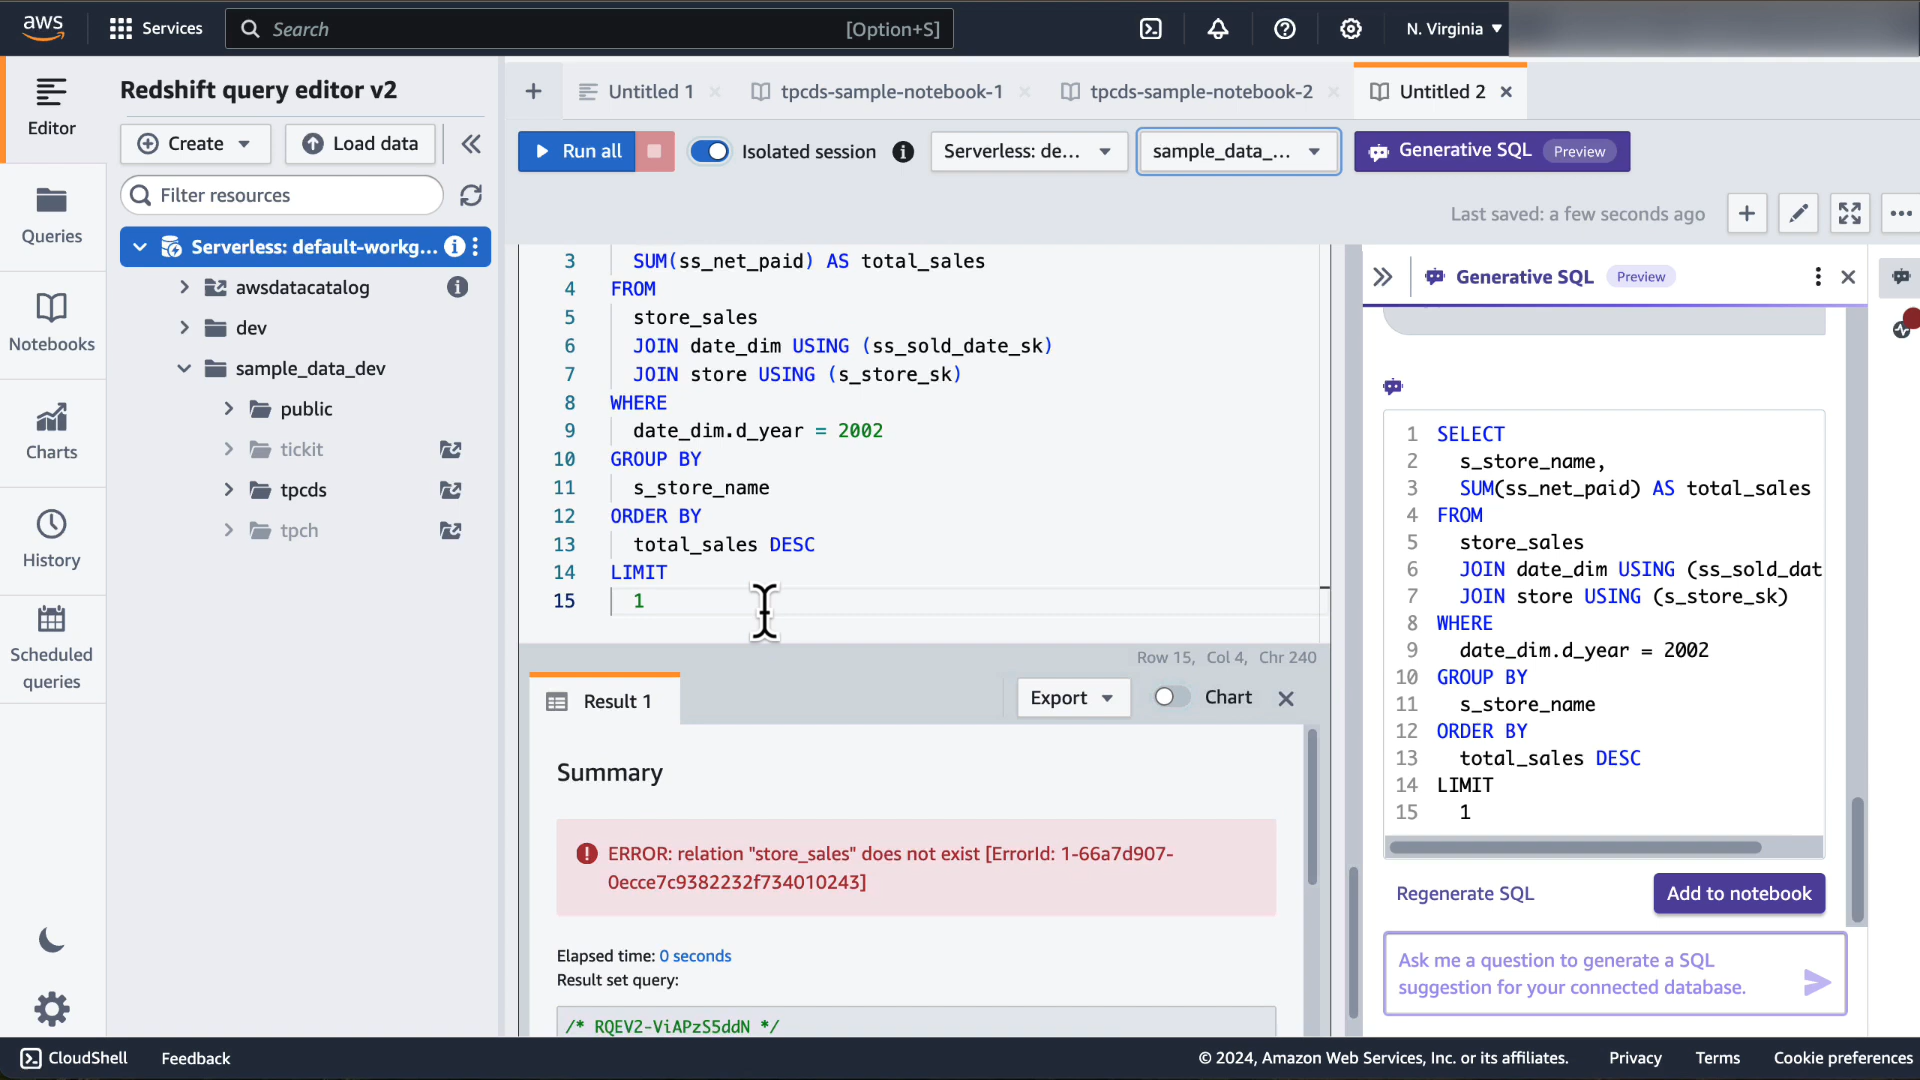 aws
Services
Search
[Option+S]
N. Virginia
Editor
Queries
Notebooks
Charts
History
Scheduled
queries
Redshift query editor v2
Create
Load data
Filter resources
Serverless: default-workg...
awsdatacatalog
dev
sample_data_dev
public
tickit
tpcds
tpch
Untitled 1
tpcds-sample-notebook-1
tpcds-sample-notebook-2
Untitled 2
Run all
Isolated session
Serverless: de...
sample_data_...
Generative SQL Preview
Last saved: a few seconds ago
3 SUM(ss_net_paid) AS total_sales
4 FROM
5 store_sales
6 JOIN date_dim USING (ss_sold_date_sk)
7 JOIN store USING (s_store_sk)
8 WHERE
9 date_dim.d_year = 2002
10 GROUP BY
11 s_store_name
12 ORDER BY
13 total_sales DESC
14 LIMIT
15 1
Row 15, Col 4, Chr 240
Result 1
Export
Chart
Summary
ERROR: relation "store_sales" does not exist [ErrorId: 1-66a7d907-
0ecce7c9382232f734010243]
Elapsed time: 0 seconds
Result set query:
/* RQEV2-ViAPzS5ddN */
Generative SQL Preview
1 SELECT
2 s_store_name,
3 SUM(ss_net_paid) AS total_sales
4 FROM
5 store_sales
6 JOIN date_dim USING (ss_sold_dat
7 JOIN store USING (s_store_sk)
8 WHERE
9 date_dim.d_year = 2002
10 GROUP BY
11 s_store_name
12 ORDER BY
13 total_sales DESC
14 LIMIT
15 1
Regenerate SQL
Add to notebook
Ask me a question to generate a SQL
suggestion for your connected database.
CloudShell
Feedback
© 2024, Amazon Web Services, Inc. or its affiliates.
Privacy
Terms
Cookie preferences